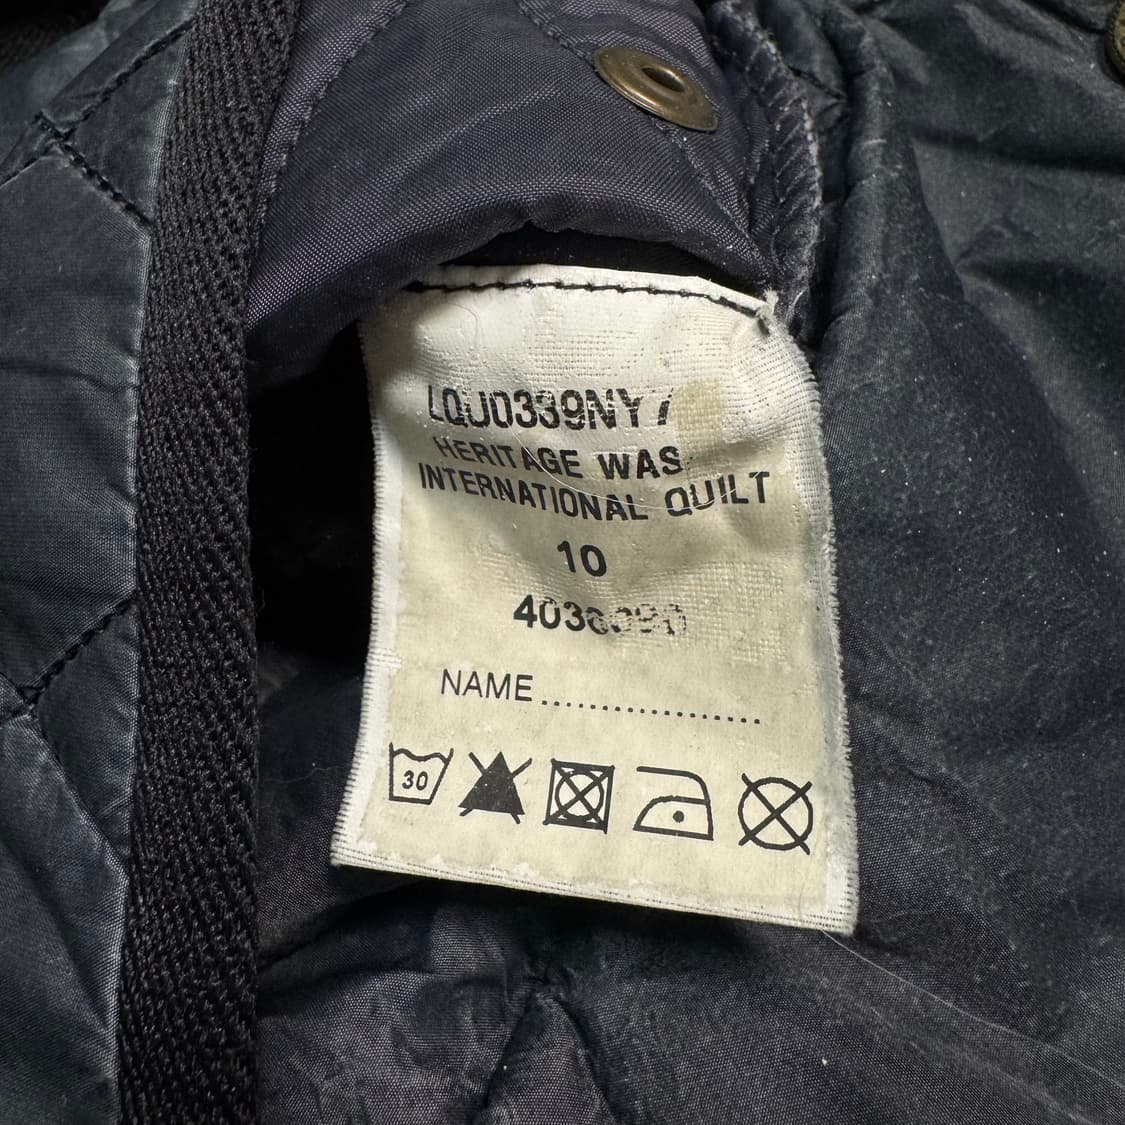 LQU0339NY7
HERITAGE WAS
INTERNATIONAL QUILT
10
NAME..................
30